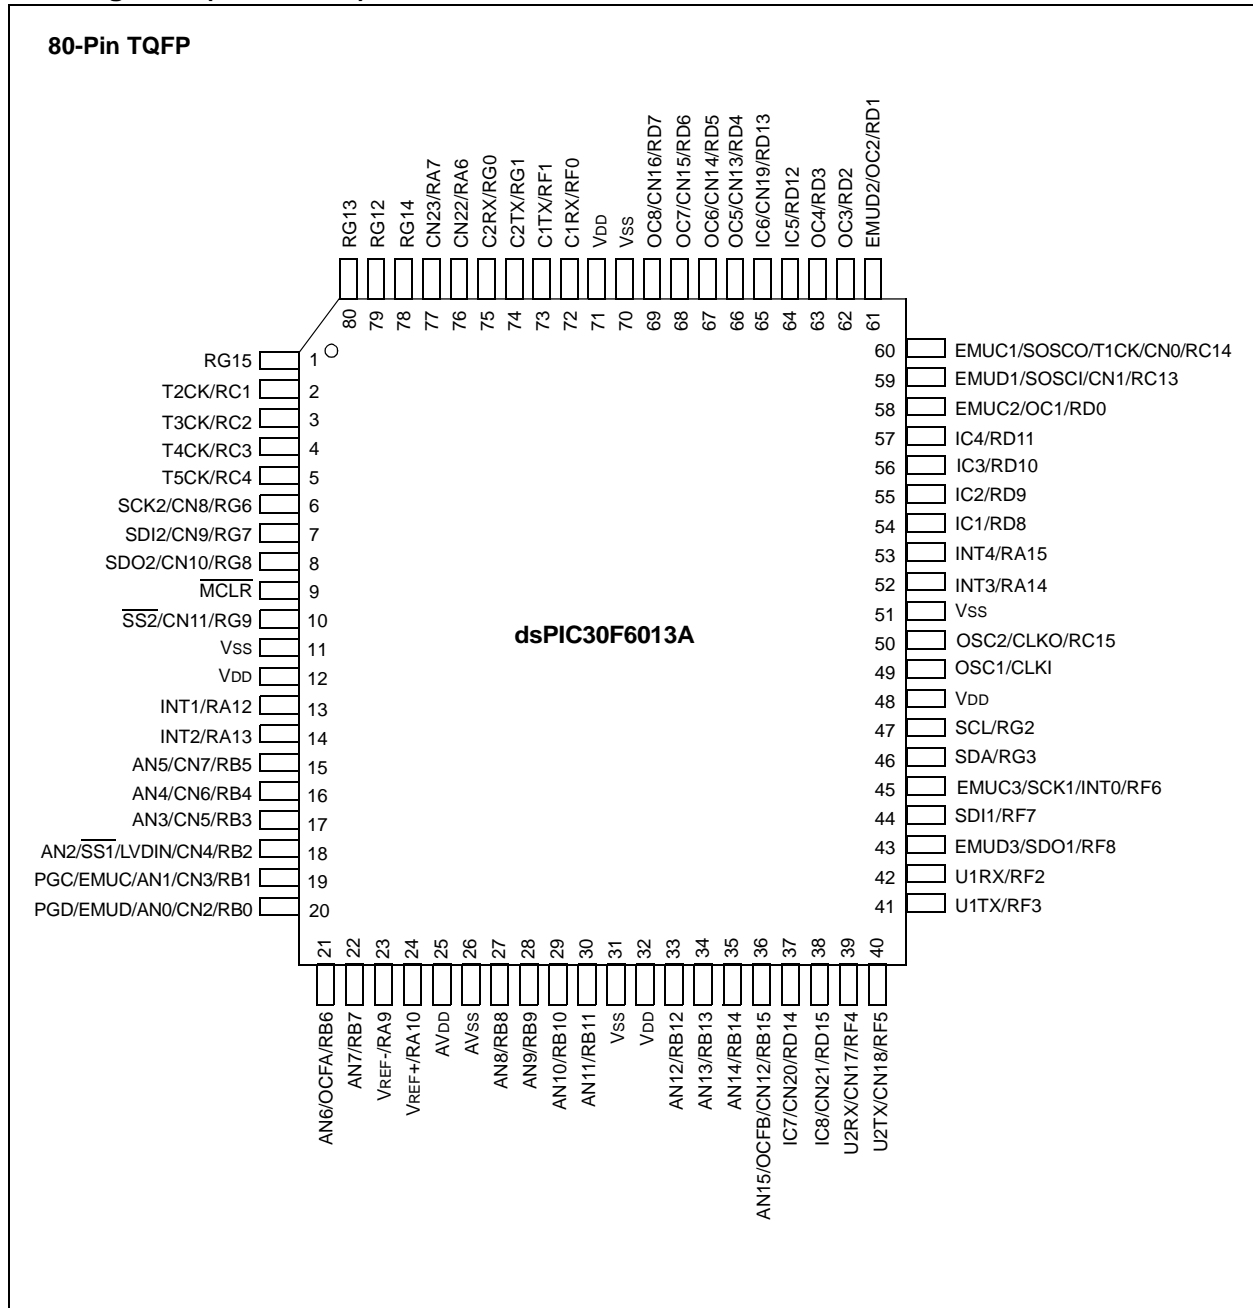 80-Pin TQFP
RG13
RG12
RG14
CN23/RA7
CN22/RA6
C2RX/RG0
C2TX/RG1
C1TX/RF1
C1RX/RF0
VDD
VSS
OC8/CN16/RD7
OC7/CN15/RD6
OC6/CN14/RD5
OC5/CN13/RD4
IC6/CN19/RD13
IC5/RD12
OC4/RD3
OC3/RD2
EMUD2/OC2/RD1
80 79 78 77 76 75 74 73 72 71 70 69 68 67 66 65 64 63 62 61
RG15 1
T2CK/RC1 2
T3CK/RC2 3
T4CK/RC3 4
T5CK/RC4 5
SCK2/CN8/RG6 6
SDI2/CN9/RG7 7
SDO2/CN10/RG8 8
MCLR 9
SS2/CN11/RG9 10
VSS 11
VDD 12
INT1/RA12 13
INT2/RA13 14
AN5/CN7/RB5 15
AN4/CN6/RB4 16
AN3/CN5/RB3 17
AN2/SS1/LVDIN/CN4/RB2 18
PGC/EMUC/AN1/CN3/RB1 19
PGD/EMUD/AN0/CN2/RB0 20
dsPIC30F6013A
60 EMUC1/SOSCO/T1CK/CN0/RC14
59 EMUD1/SOSCI/CN1/RC13
58 EMUC2/OC1/RD0
57 IC4/RD11
56 IC3/RD10
55 IC2/RD9
54 IC1/RD8
53 INT4/RA15
52 INT3/RA14
51 VSS
50 OSC2/CLKO/RC15
49 OSC1/CLKI
48 VDD
47 SCL/RG2
46 SDA/RG3
45 EMUC3/SCK1/INT0/RF6
44 SDI1/RF7
43 EMUD3/SDO1/RF8
42 U1RX/RF2
41 U1TX/RF3
21 22 23 24 25 26 27 28 29 30 31 32 33 34 35 36 37 38 39 40
AN6/OCFA/RB6
AN7/RB7
VREF-/RA9
VREF+/RA10
AVDD
AVSS
AN8/RB8
AN9/RB9
AN10/RB10
AN11/RB11
VSS
VDD
AN12/RB12
AN13/RB13
AN14/RB14
AN15/OCFB/CN12/RB15
IC7/CN20/RD14
IC8/CN21/RD15
U2RX/CN17/RF4
U2TX/CN18/RF5